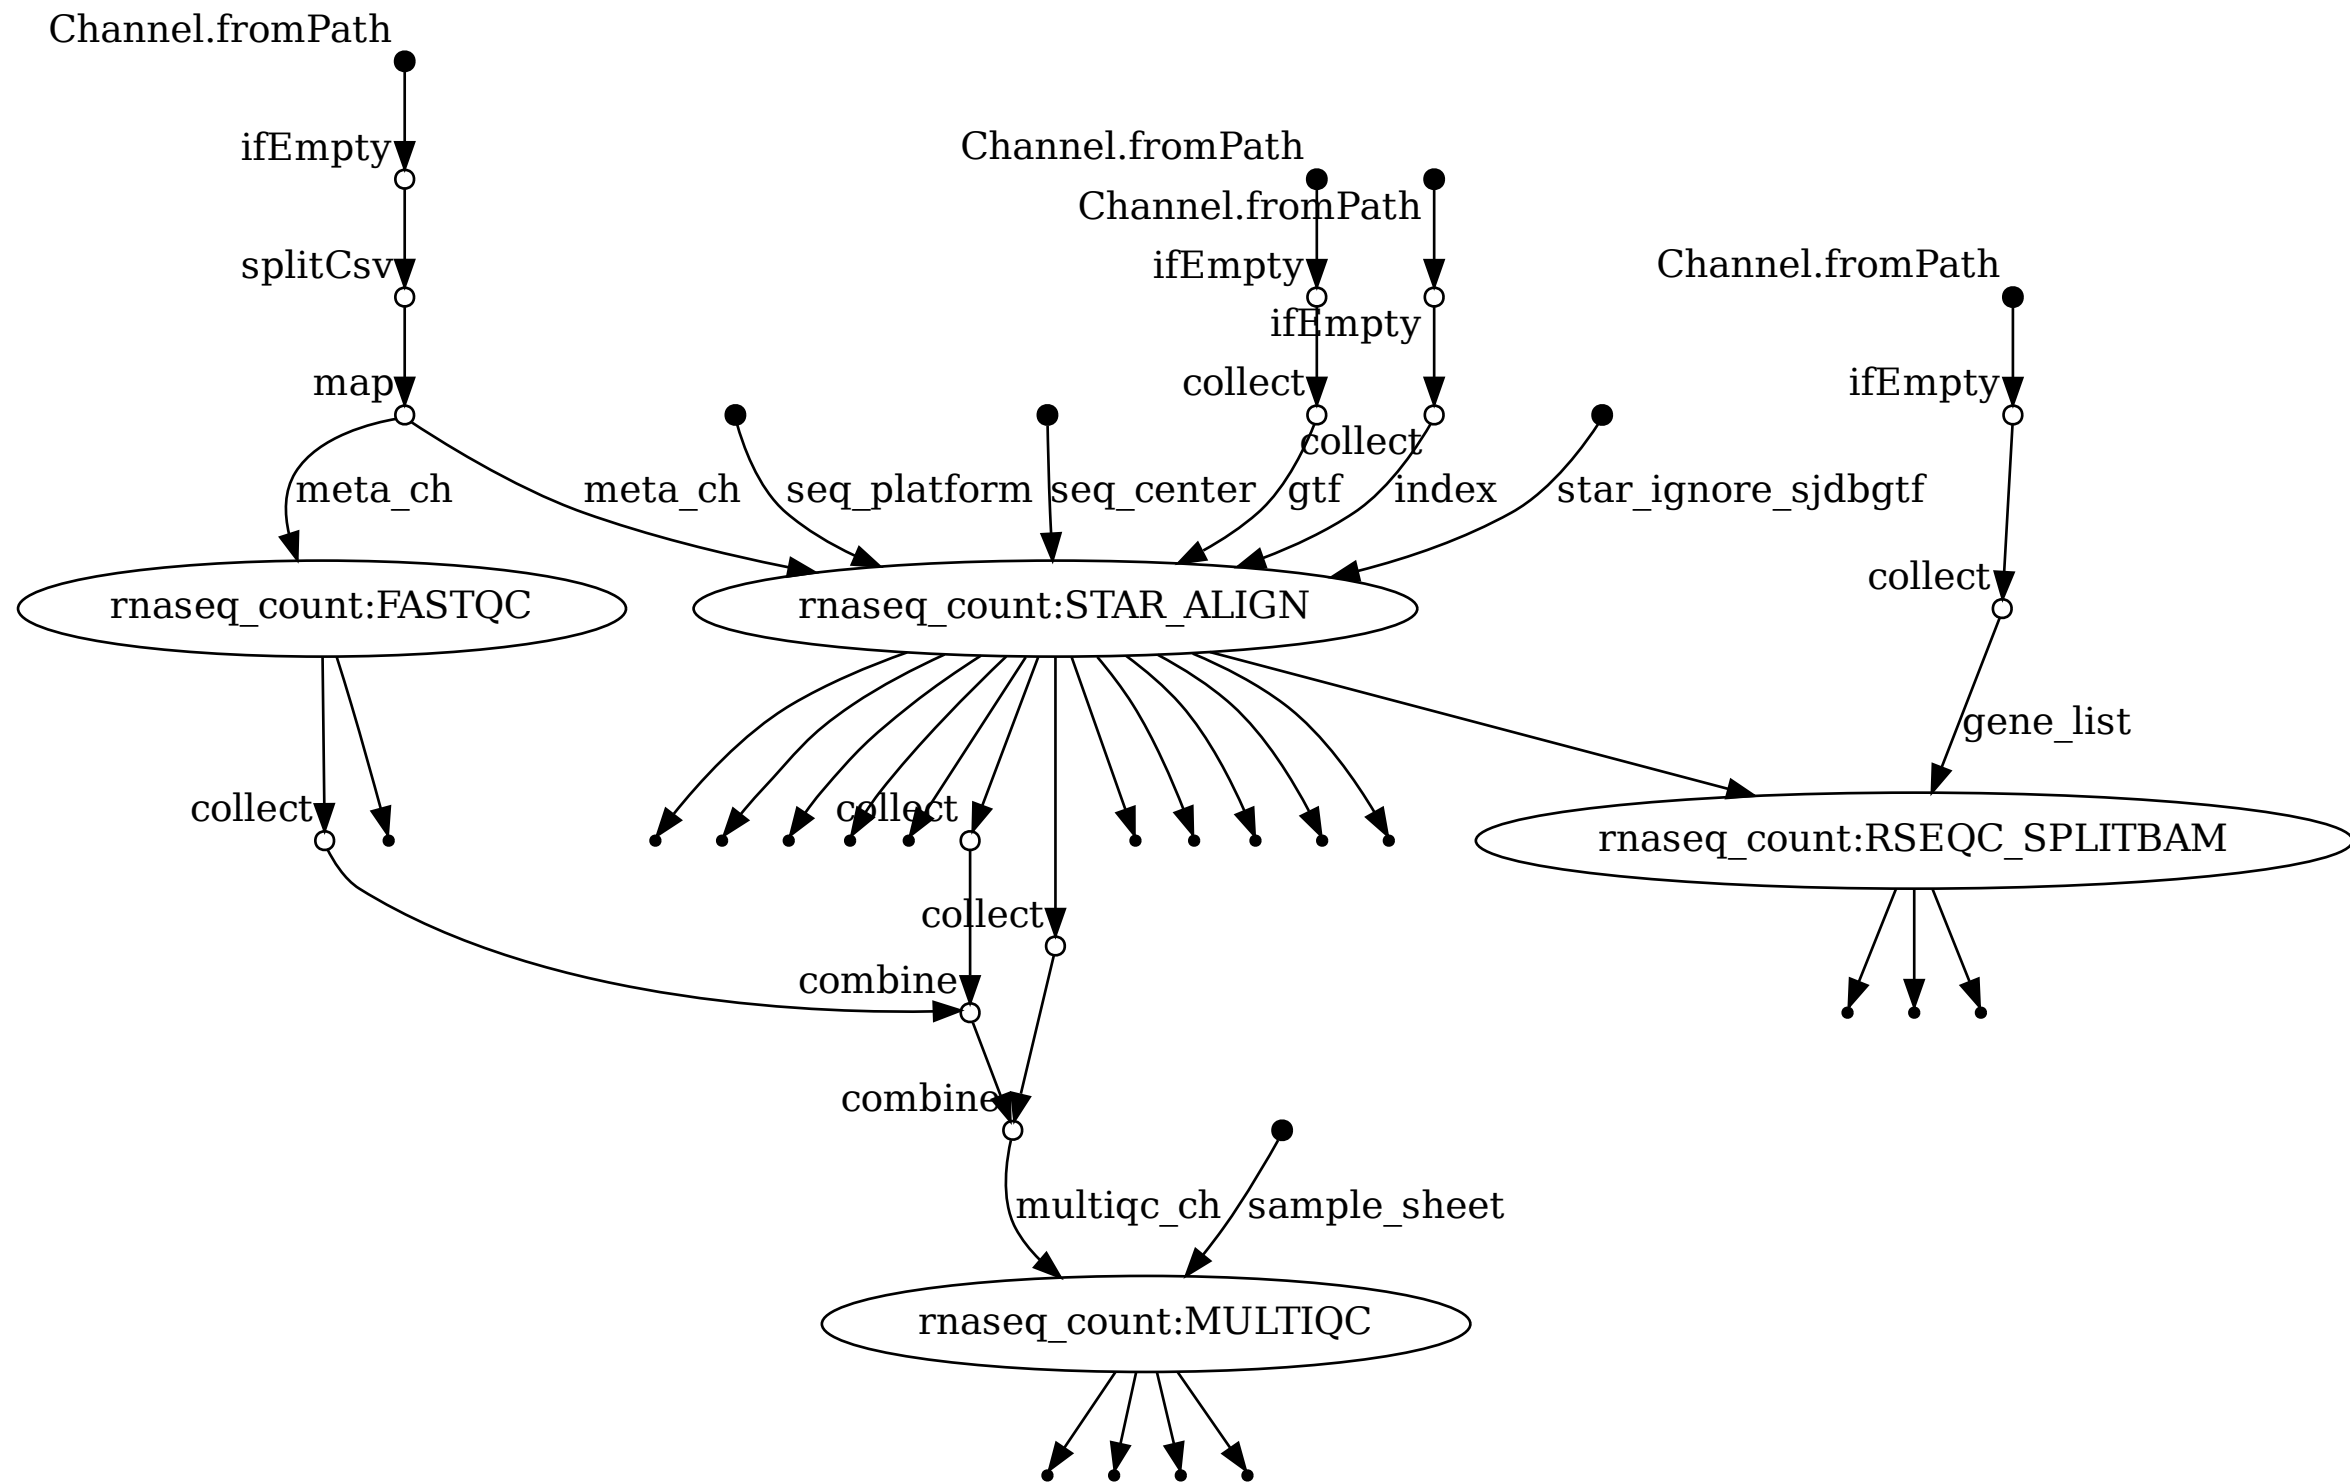 Channel.fromPath
ifEmpty
Channel.fromPath
Channel.fromPath
splitCsv
ifEmpty
Channel.fromPath
ifEmpty
map
collect
ifEmpty
collect
meta_ch
meta_ch
seq_platform
seq_center
gtf
index
star_ignore_sjdbgtf
collect
rnaseq_count:FASTQC
rnaseq_count:STAR_ALIGN
gene_list
collect
collect
rnaseq_count:RSEQC_SPLITBAM
collect
combine
combine
multiqc_ch
sample_sheet
rnaseq_count:MULTIQC